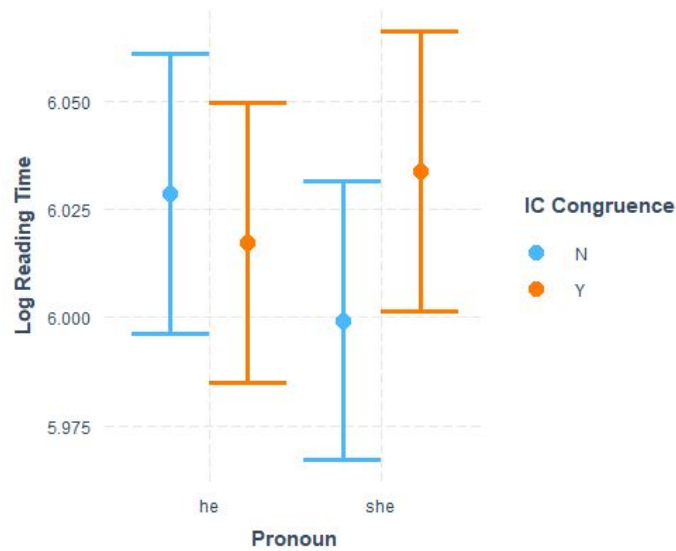 6.050
6.025
6.000
5.975
Log Reading Time
he she
Pronoun
IC Congruence
N
Y